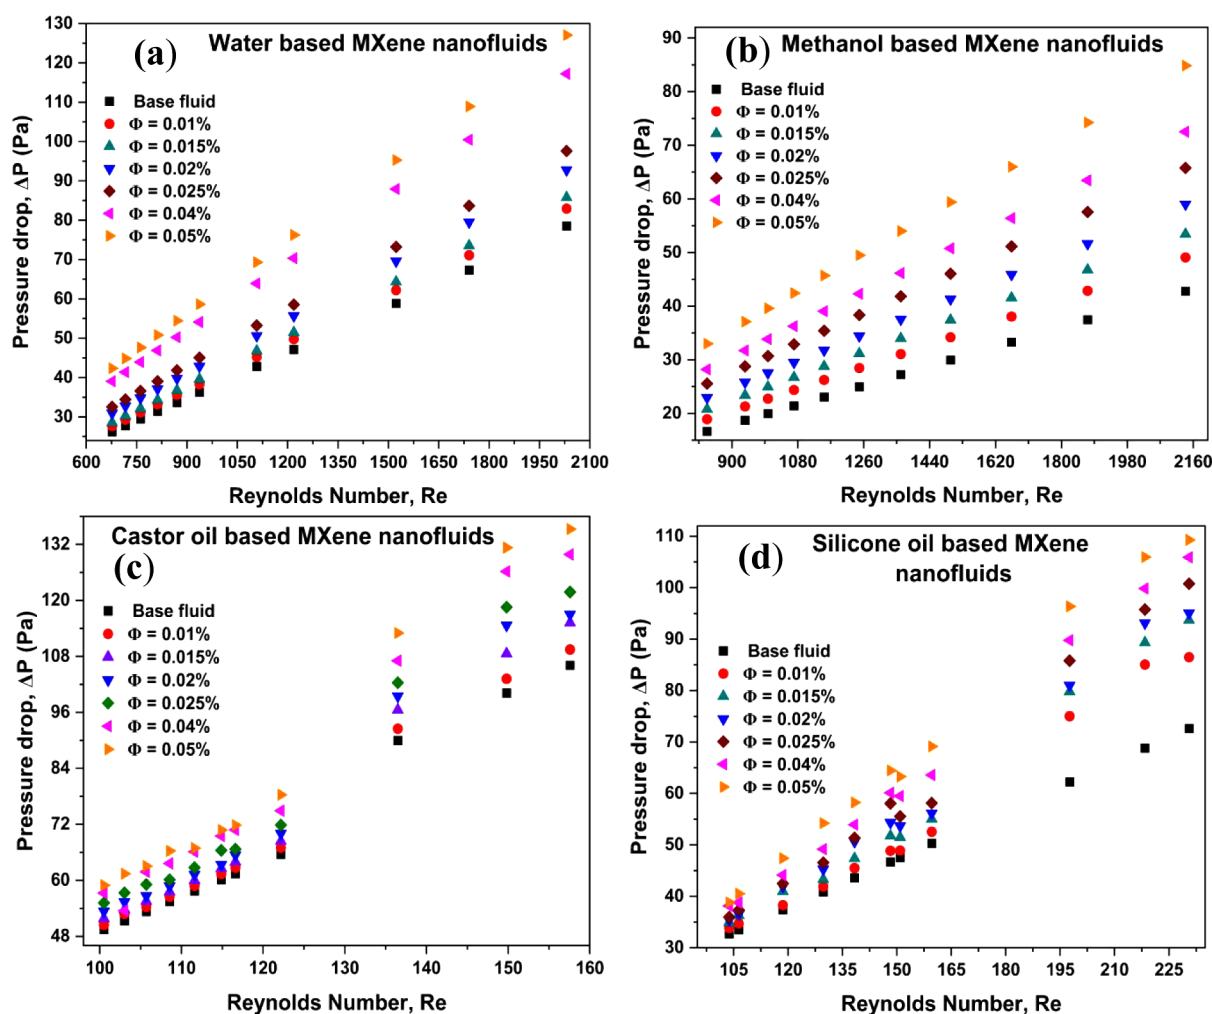 (a) Water based MXene nanofluids
Pressure drop, ΔP (Pa)
130
120
110
100
90
80
70
60
50
40
30
Base fluid
Φ = 0.01%
Φ = 0.015%
Φ = 0.02%
Φ = 0.025%
Φ = 0.04%
Φ = 0.05%
600 750 900 1050 1200 1350 1500 1650 1800 1950 2100
Reynolds Number, Re
(b) Methanol based MXene nanofluids
Pressure drop, ΔP (Pa)
90
80
70
60
50
40
30
20
Base fluid
Φ = 0.01%
Φ = 0.015%
Φ = 0.02%
Φ = 0.025%
Φ = 0.04%
Φ = 0.05%
900 1080 1260 1440 1620 1800 1980 2160
Reynolds Number, Re
Castor oil based MXene nanofluids
(c)
Pressure drop, ΔP (Pa)
132
120
108
96
84
72
60
48
Base fluid
Φ = 0.01%
Φ = 0.015%
Φ = 0.02%
Φ = 0.025%
Φ = 0.04%
Φ = 0.05%
100 110 120 130 140 150 160
Reynolds Number, Re
(d) Silicone oil based MXene
nanofluids
Pressure drop, ΔP (Pa)
110
100
90
80
70
60
50
40
30
Base fluid
Φ = 0.01%
Φ = 0.015%
Φ = 0.02%
Φ = 0.025%
Φ = 0.04%
Φ = 0.05%
105 120 135 150 165 180 195 210 225
Reynolds Number, Re